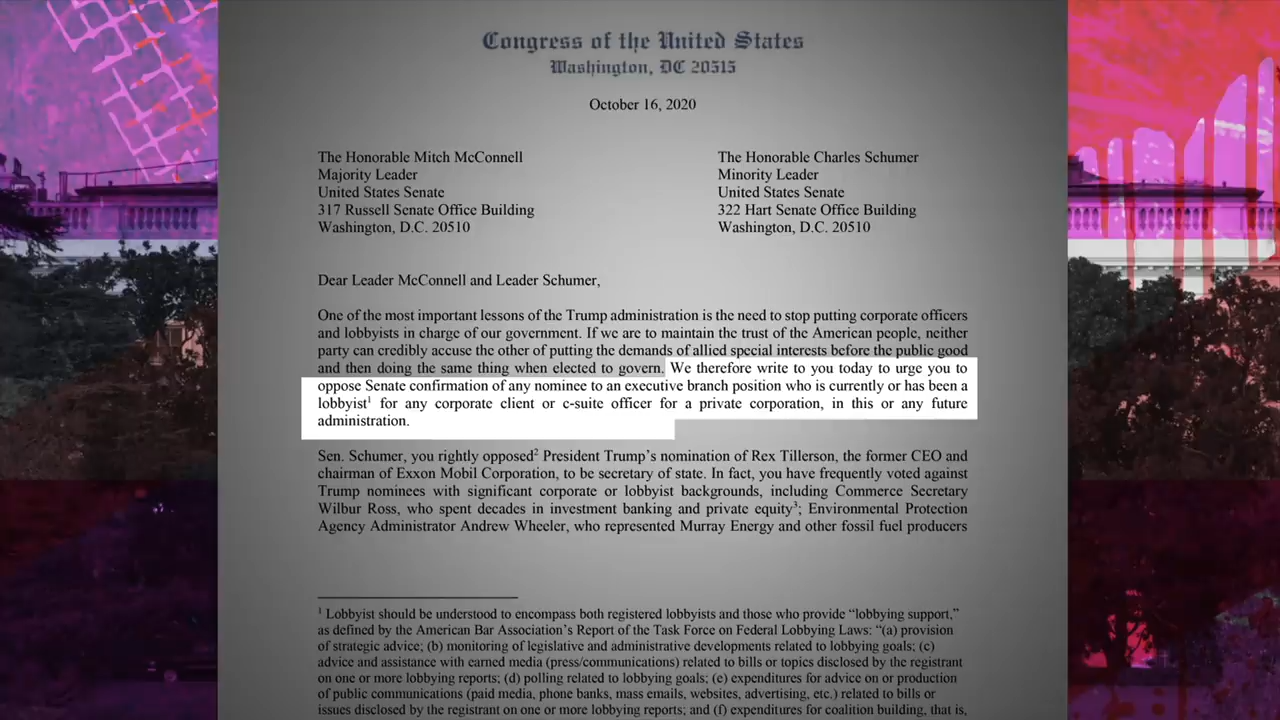 Congress of the United States
Washington, DC 20515
October 16, 2020
The Honorable Mitch McConnell
Majority Leader
United States Senate
317 Russell Senate Office Building
Washington, D.C. 20510
The Honorable Charles Schumer
Minority Leader
United States Senate
322 Hart Senate Office Building
Washington, D.C. 20510
Dear Leader McConnell and Leader Schumer,
One of the most important lessons of the Trump administration is the need to stop putting corporate officers
and lobbyists in charge of our government. If we are to maintain the trust of the American people, neither
party can credibly accuse the other of putting the demands of allied special interests before the public good
and then doing the same thing when elected to govern. We therefore write to you today to urge you to
oppose Senate confirmation of any nominee to an executive branch position who is currently or has been a
lobbyist¹ for any corporate client or c-suite officer for a private corporation, in this or any future
administration.
Sen. Schumer, you rightly opposed² President Trump's nomination of Rex Tillerson, the former CEO and
chairman of Exxon Mobil Corporation, to be secretary of state. In fact, you have frequently voted against
Trump nominees with significant corporate or lobbyist backgrounds, including Commerce Secretary
Wilbur Ross, who spent decades in investment banking and private equity³; Environmental Protection
Agency Administrator Andrew Wheeler, who represented Murray Energy and other fossil fuel producers
¹ Lobbyist should be understood to encompass both registered lobbyists and those who provide “lobbying support,”
as defined by the American Bar Association’s Report of the Task Force on Federal Lobbying Laws: “(a) provision
of strategic advice; (b) monitoring of legislative and administrative developments related to lobbying goals; (c)
advice and assistance with earned media (press/communications) related to bills or topics disclosed by the registrant
on one or more lobbying reports; (d) polling related to lobbying goals; (e) expenditures for advice on or production
of public communications (paid media, phone banks, mass emails, websites, advertising, etc.) related to bills or
issues disclosed by the registrant on one or more lobbying reports; and (f) expenditures for coalition building, that is,